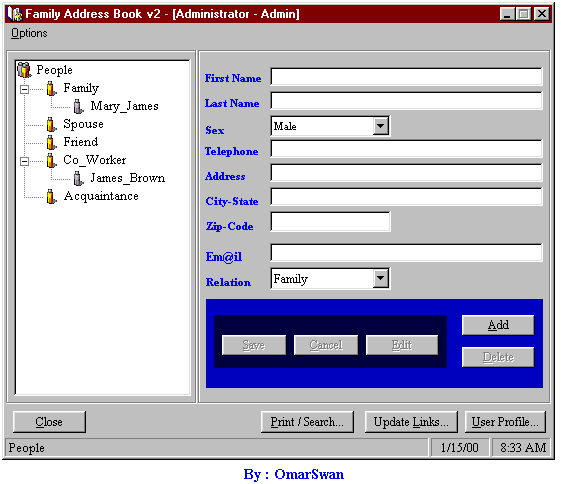 Family Address Book v2 - [Administrator - Admin]
Options
People
Family
Mary_James
Spouse
Friend
Co_Worker
James_Brown
Acquaintance
First Name
Last Name
Sex
Male
Telephone
Address
City-State
Zip-Code
Em@il
Relation
Family
Save
Cancel
Edit
Add
Delete
Close
Print / Search...
Update Links...
User Profile...
People
1/15/00
8:33 AM
By : OmarSwan